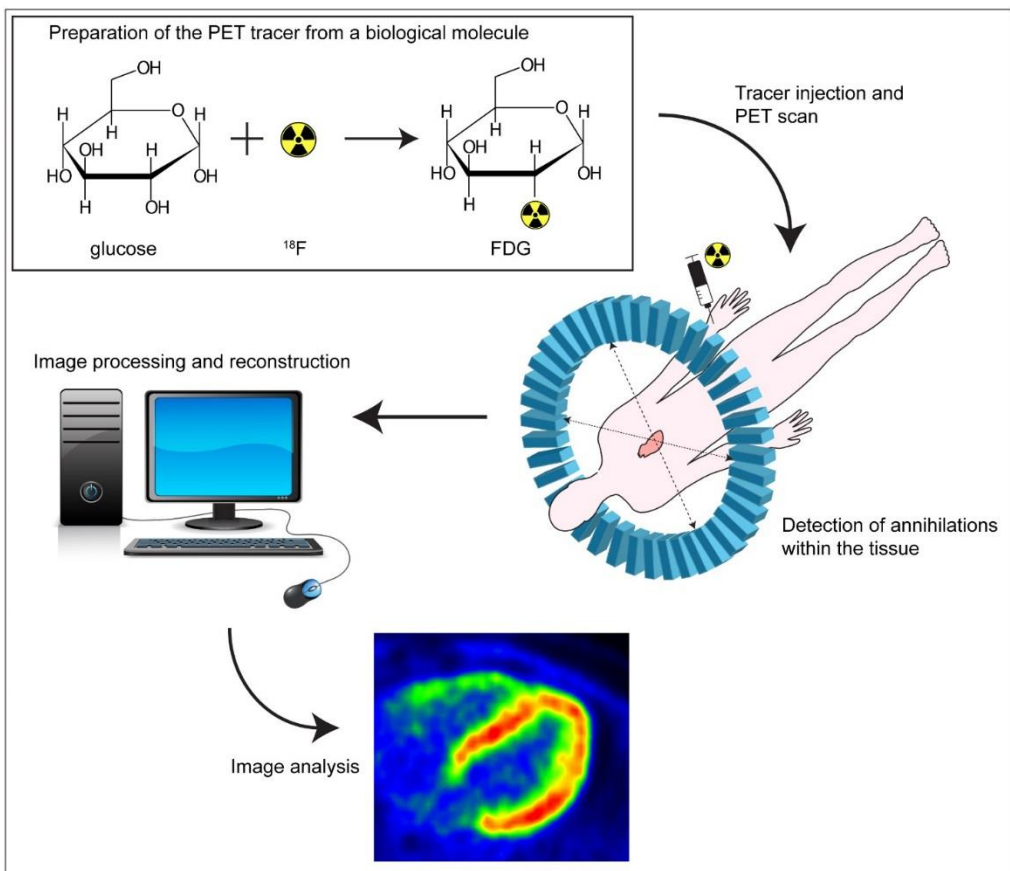 Preparation of the PET tracer from a biological molecule
OH
H
H
O
H
H
OH
H
HO
OH
H
OH
glucose
+
¹⁸F
OH
H
H
O
H
H
OH
H
HO
OH
H
FDG
Tracer injection and
PET scan
Detection of annihilations
within the tissue
Image processing and reconstruction
Image analysis